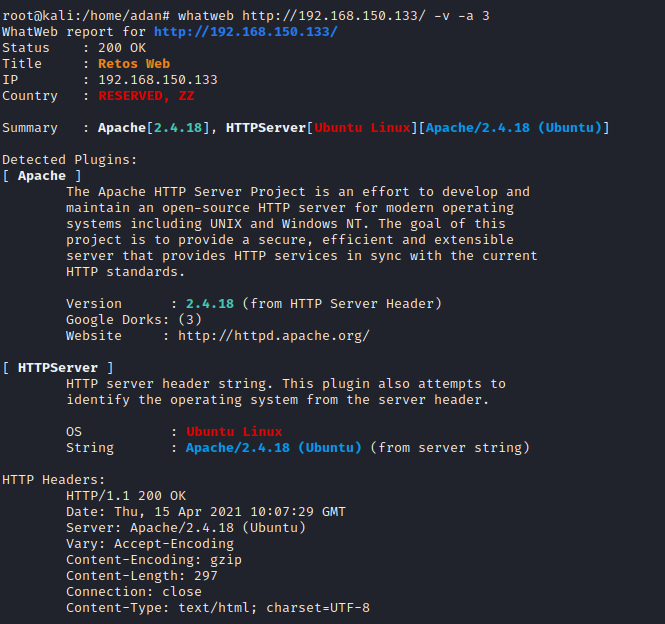 root@kali:/home/adan# whatweb http://192.168.150.133/ -v -a 3
WhatWeb report for http://192.168.150.133/
Status    : 200 OK
Title     : Retos Web
IP        : 192.168.150.133
Country   : RESERVED, ZZ
Summary   : Apache[2.4.18], HTTPServer[Ubuntu Linux][Apache/2.4.18 (Ubuntu)]
Detected Plugins:
[ Apache ]
        The Apache HTTP Server Project is an effort to develop and
        maintain an open-source HTTP server for modern operating
        systems including UNIX and Windows NT. The goal of this
        project is to provide a secure, efficient and extensible
        server that provides HTTP services in sync with the current
        HTTP standards.
        Version      : 2.4.18 (from HTTP Server Header)
        Google Dorks: (3)
        Website     : http://httpd.apache.org/
[ HTTPServer ]
        HTTP server header string. This plugin also attempts to
        identify the operating system from the server header.
        OS           : Ubuntu Linux
        String       : Apache/2.4.18 (Ubuntu) (from server string)
HTTP Headers:
        HTTP/1.1 200 OK
        Date: Thu, 15 Apr 2021 10:07:29 GMT
        Server: Apache/2.4.18 (Ubuntu)
        Vary: Accept-Encoding
        Content-Encoding: gzip
        Content-Length: 297
        Connection: close
        Content-Type: text/html; charset=UTF-8